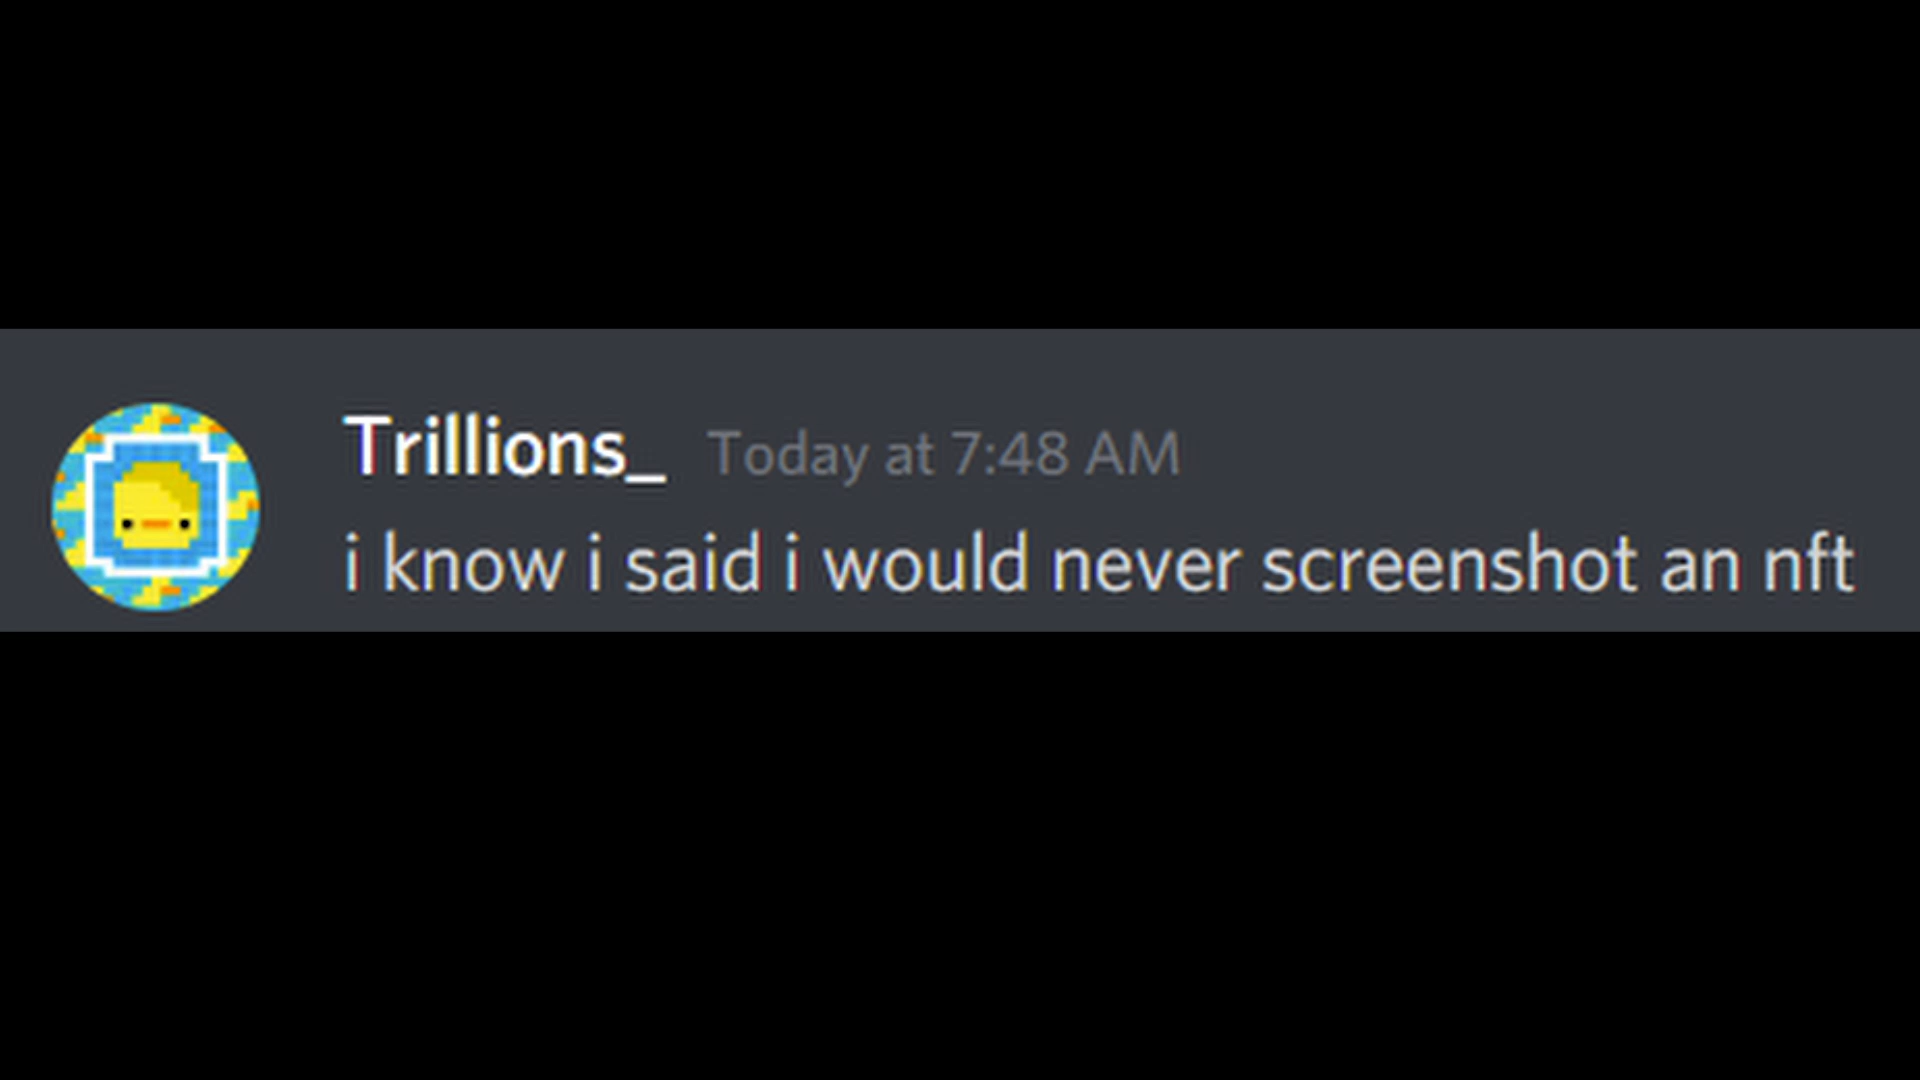 Trillions_ Today at 7:48 AM
i know i said i would never screenshot an nft